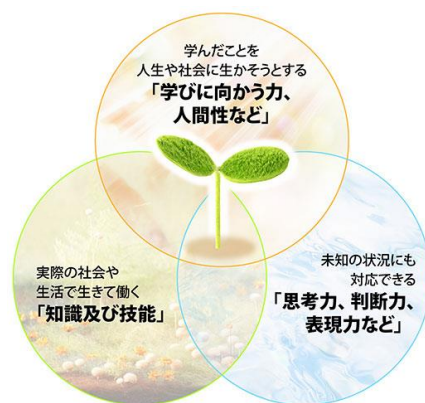 学んだことを
人生や社会に生かそうとする
「学びに向かう力、
人間性など」
実際の社会や
生活で生きて働く
「知識及び技能」
未知の状況にも
対応できる
「思考力、判断力、
表現力など」